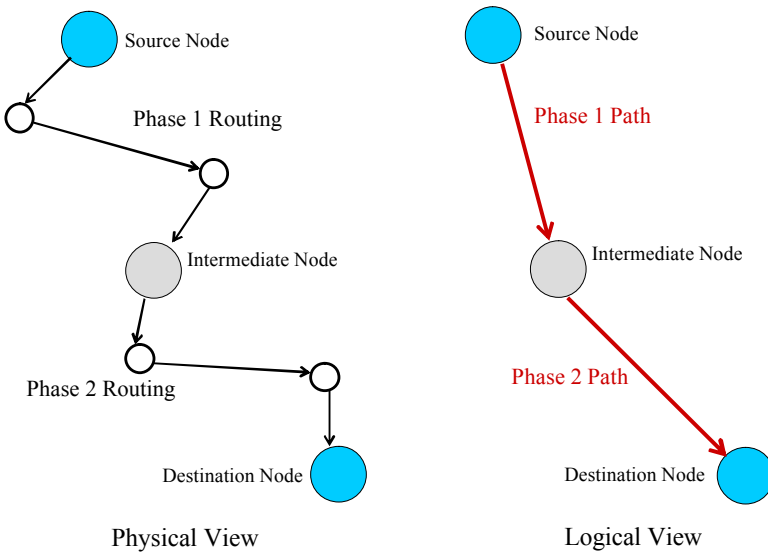 Source Node
Phase 1 Routing
Intermediate Node
Phase 2 Routing
Destination Node
Physical View
Source Node
Phase 1 Path
Intermediate Node
Phase 2 Path
Destination Node
Logical View